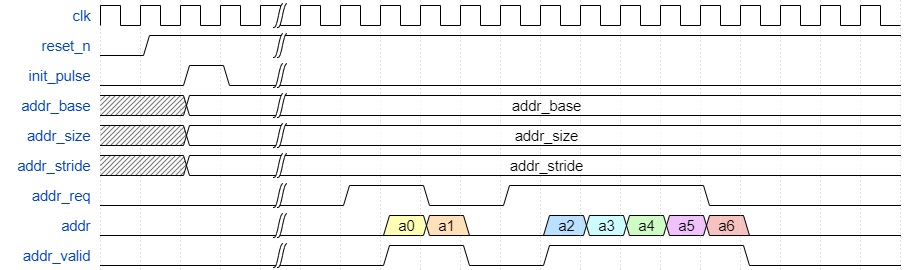 clk
reset_n
init_pulse
addr_base addr_base
addr_size addr_size
addr_stride addr_stride
addr_req
addr a0 a1 a2 a3 a4 a5 a6
addr_valid